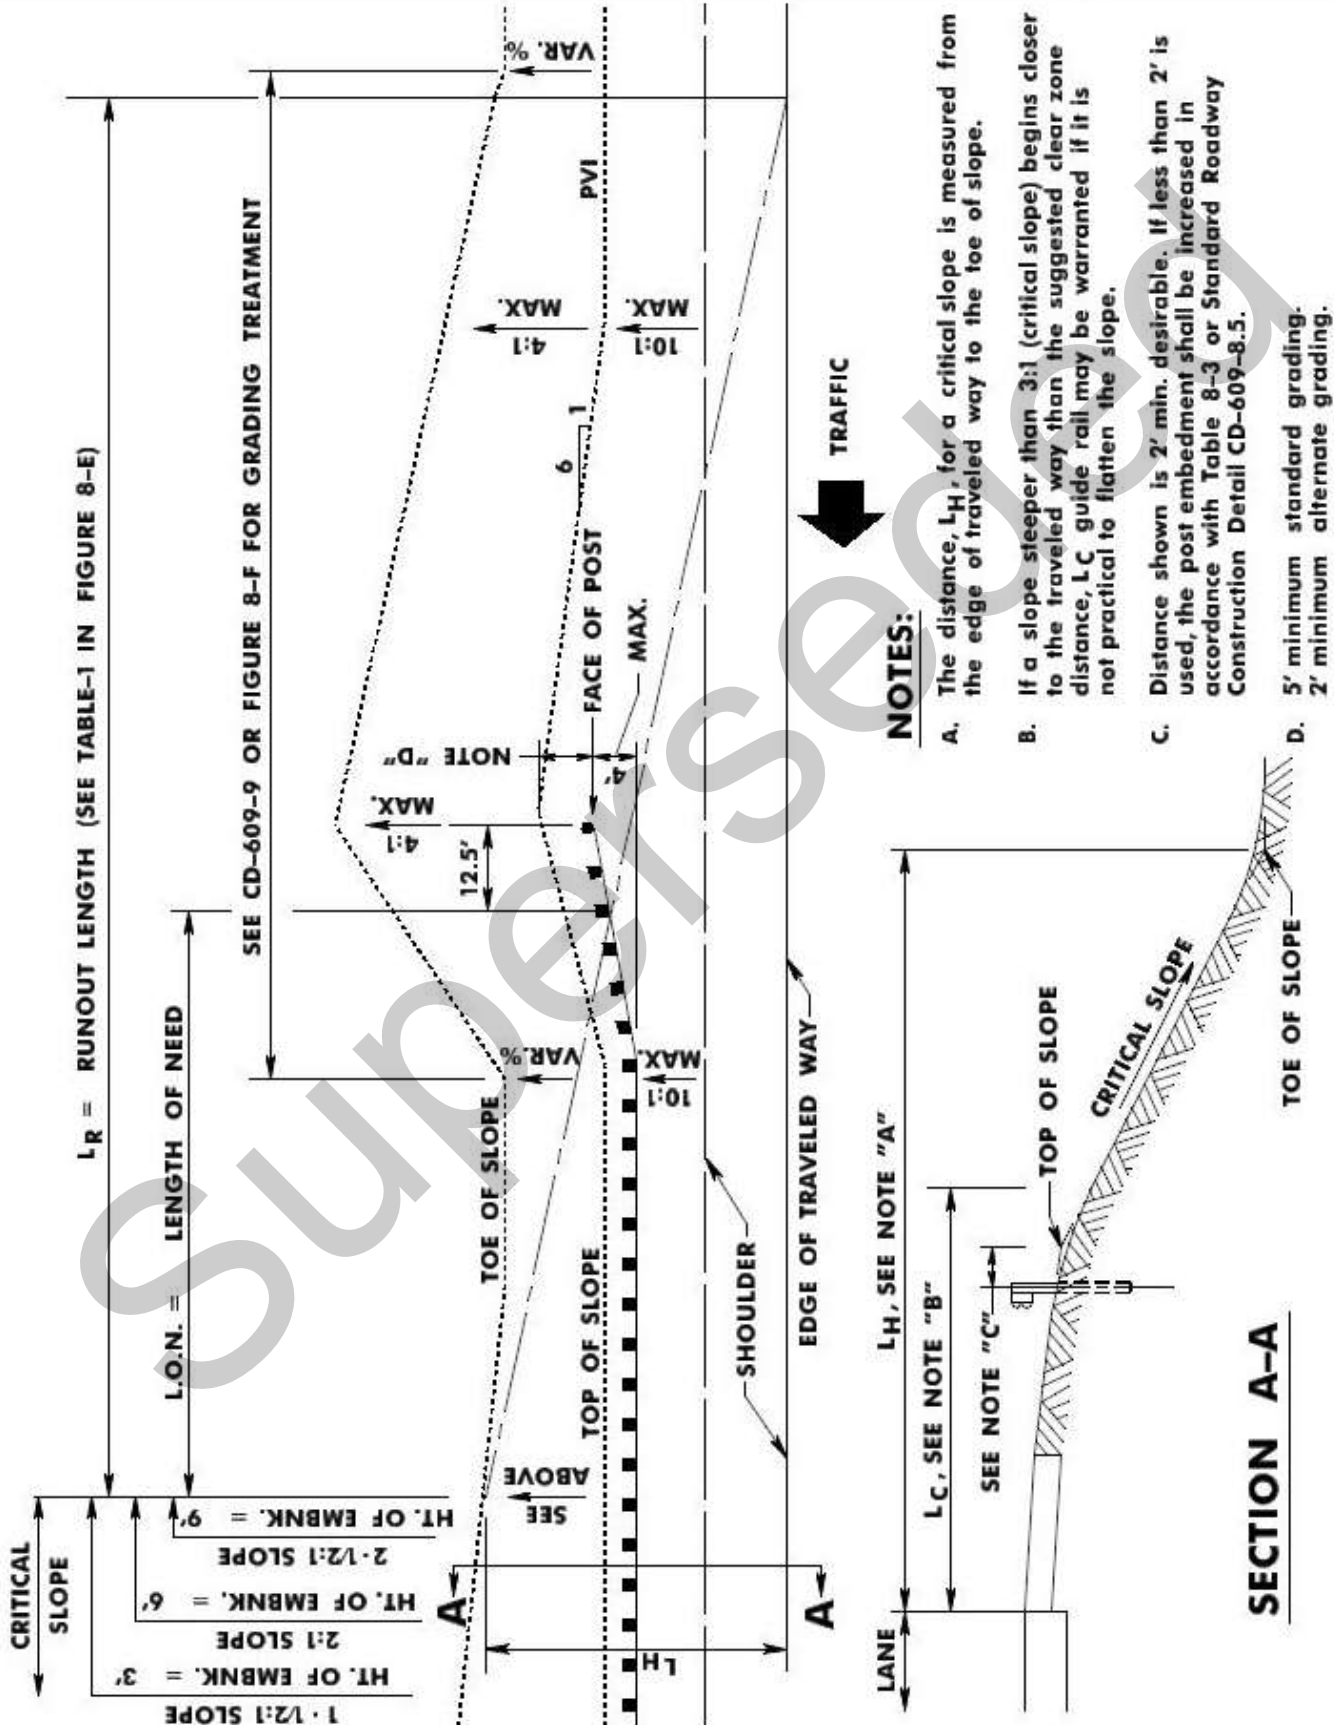 CRITICAL
SLOPE
1 - 1/2:1 SLOPE
HT. OF EMBNK. = 3'
2:1 SLOPE
HT. OF EMBNK. = 6'
2-1/2:1 SLOPE
HT. OF EMBNK. = 9'
LR = RUNOUT LENGTH (SEE TABLE-1 IN FIGURE 8-E)
L.O.N. = LENGTH OF NEED
SEE CD-609-9 OR FIGURE 8-F FOR GRADING TREATMENT
12.5'
4:1
MAX.
NOTE "D"
VAR. %
TOE OF SLOPE
VAR.%
SEE
ABOVE
TOP OF SLOPE
10:1
MAX.
FACE OF POST
4'
MAX.
6
1
4:1
MAX.
10:1
MAX.
PVI
A
A
LH
SHOULDER
EDGE OF TRAVELED WAY
TRAFFIC
LANE
LH, SEE NOTE "A"
LC, SEE NOTE "B"
SEE NOTE "C"
TOP OF SLOPE
CRITICAL SLOPE
TOE OF SLOPE
SECTION A-A
NOTES:
A. The distance, LH, for a critical slope is measured from
the edge of traveled way to the toe of slope.
B. If a slope steeper than 3:1 (critical slope) begins closer
to the traveled way than the suggested clear zone
distance, LC guide rail may be warranted if it is
not practical to flatten the slope.
C. Distance shown is 2' min. desirable. If less than 2' is
used, the post embedment shall be increased in
accordance with Table 8-3 or Standard Roadway
Construction Detail CD-609-8.5.
D. 5' minimum standard grading.
2' minimum alternate grading.
Superseded